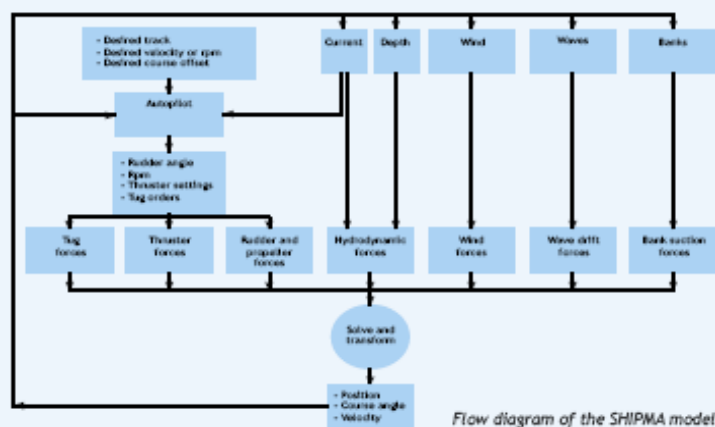 - Desired track
- Desired velocity or rpm
- Desired course offset
Current
Depth
Wind
Waves
Banks
Autopilot
- Rudder angle
- Rpm
- Thruster settings
- Tug orders
Tug
forces
Thruster
forces
Rudder and
propeller
forces
Hydrodynamic
forces
Wind
forces
Wave drift
forces
Bank suction
forces
Solve and
transform
- Position
- Course angle
- Velocity
Flow diagram of the SHIPMA model